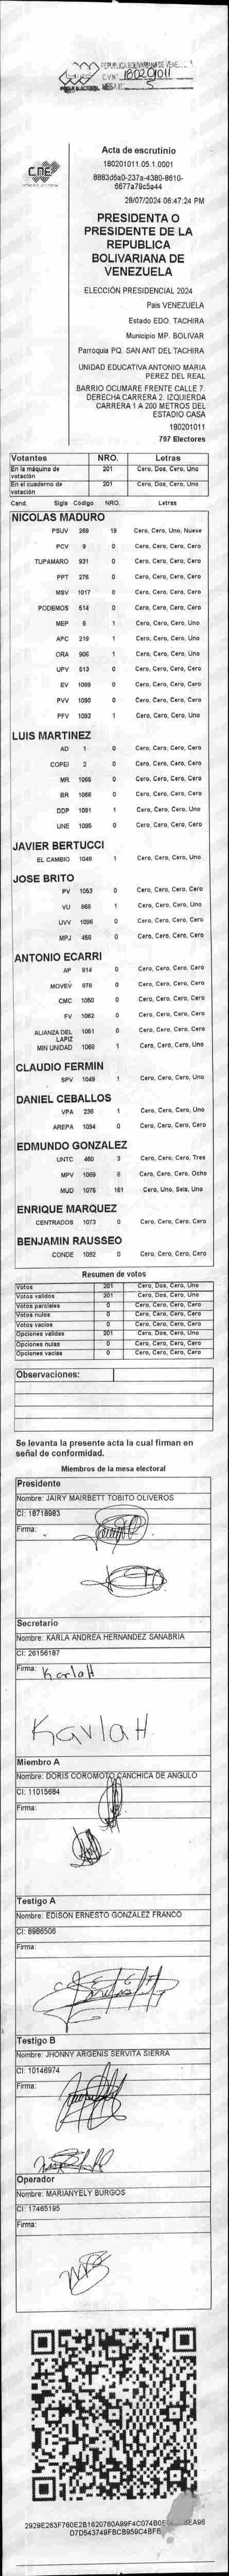 REPUBLICA BOLIVARIANA DE VENE
CVN° 180201011
PODER ELECTORAL MESA N° 5
Acta de escrutinio
CNE
180201011.05.1.0001
8883d6a0-237a-4380-8610-
6677a79c5a44
28/07/2024 06:47:24 PM
PRESIDENTA O
PRESIDENTE DE LA
REPUBLICA
BOLIVARIANA DE
VENEZUELA
ELECCIÓN PRESIDENCIAL 2024
País VENEZUELA
Estado EDO. TACHIRA
Municipio MP. BOLIVAR
Parroquia PQ. SAN ANT DEL TACHIRA
UNIDAD EDUCATIVA ANTONIO MARIA
PEREZ DEL REAL
BARRIO OCUMARE FRENTE CALLE 7.
DERECHA CARRERA 2. IZQUIERDA
CARRERA 1 A 200 METROS DEL
ESTADIO CASA
180201011
797 Electores
Votantes NRO. Letras
En la máquina de votación 201 Cero, Dos, Cero, Uno
En el cuaderno de votación 201 Cero, Dos, Cero, Uno
Cand. Sigla Código NRO. Letras
NICOLAS MADURO
PSUV 269 19 Cero, Cero, Uno, Nueve
PCV 9 0 Cero, Cero, Cero, Cero
TUPAMARO 931 0 Cero, Cero, Cero, Cero
PPT 276 0 Cero, Cero, Cero, Cero
MSV 1017 0 Cero, Cero, Cero, Cero
PODEMOS 514 0 Cero, Cero, Cero, Cero
MEP 6 1 Cero, Cero, Cero, Uno
APC 219 1 Cero, Cero, Cero, Uno
ORA 906 1 Cero, Cero, Cero, Uno
UPV 613 0 Cero, Cero, Cero, Cero
EV 1089 0 Cero, Cero, Cero, Cero
PVV 1090 0 Cero, Cero, Cero, Cero
PFV 1093 1 Cero, Cero, Cero, Uno
LUIS MARTINEZ
AD 1 0 Cero, Cero, Cero, Cero
COPEI 2 0 Cero, Cero, Cero, Cero
MR 1065 0 Cero, Cero, Cero, Cero
BR 1066 0 Cero, Cero, Cero, Cero
DDP 1091 1 Cero, Cero, Cero, Uno
UNE 1095 0 Cero, Cero, Cero, Cero
JAVIER BERTUCCI
EL CAMBIO 1048 1 Cero, Cero, Cero, Uno
JOSE BRITO
PV 1053 0 Cero, Cero, Cero, Cero
VU 868 1 Cero, Cero, Cero, Uno
UVV 1096 0 Cero, Cero, Cero, Cero
MPJ 458 0 Cero, Cero, Cero, Cero
ANTONIO ECARRI
AP 814 0 Cero, Cero, Cero, Cero
MOVEV 878 0 Cero, Cero, Cero, Cero
CMC 1050 0 Cero, Cero, Cero, Cero
FV 1062 0 Cero, Cero, Cero, Cero
ALIANZA DEL LAPIZ 1051 0 Cero, Cero, Cero, Cero
MIN UNIDAD 1068 1 Cero, Cero, Cero, Uno
CLAUDIO FERMIN
SPV 1049 1 Cero, Cero, Cero, Uno
DANIEL CEBALLOS
VPA 236 1 Cero, Cero, Cero, Uno
AREPA 1094 0 Cero, Cero, Cero, Cero
EDMUNDO GONZALEZ
UNTC 460 3 Cero, Cero, Cero, Tres
MPV 1069 8 Cero, Cero, Cero, Ocho
MUD 1075 161 Cero, Uno, Seis, Uno
ENRIQUE MARQUEZ
CENTRADOS 1073 0 Cero, Cero, Cero, Cero
BENJAMIN RAUSSEO
CONDE 1092 0 Cero, Cero, Cero, Cero
Resumen de votos
Votos 201 Cero, Dos, Cero, Uno
Votos validos 201 Cero, Dos, Cero, Uno
Votos parciales 0 Cero, Cero, Cero, Cero
Votos nulos 0 Cero, Cero, Cero, Cero
Votos vacios 0 Cero, Cero, Cero, Cero
Opciones validas 201 Cero, Dos, Cero, Uno
Opciones nulas 0 Cero, Cero, Cero, Cero
Opciones vacias 0 Cero, Cero, Cero, Cero
Observaciones:
Se levanta la presente acta la cual firman en
señal de conformidad.
Miembros de la mesa electoral
Presidente
Nombre: JAIRY MAIRBETT TOBITO OLIVEROS
CI: 18718983
Firma:
Secretario
Nombre: KARLA ANDREA HERNANDEZ SANABRIA
CI: 26156187
Firma: Karla H
Karla H
Miembro A
Nombre: DORIS COROMOTO CANCHICA DE ANGULO
CI: 11015684
Firma:
Testigo A
Nombre: EDISON ERNESTO GONZALEZ FRANCO
CI: 8986506
Firma:
Testigo B
Nombre: JHONNY ARGENIS SERVITA SIERRA
CI: 10146974
Firma:
Operador
Nombre: MARIANYELY BURGOS
CI: 17465195
Firma:
2929E263F760E2B1620760A99F4C074B0E
D7D543749FBCB959C4BFB